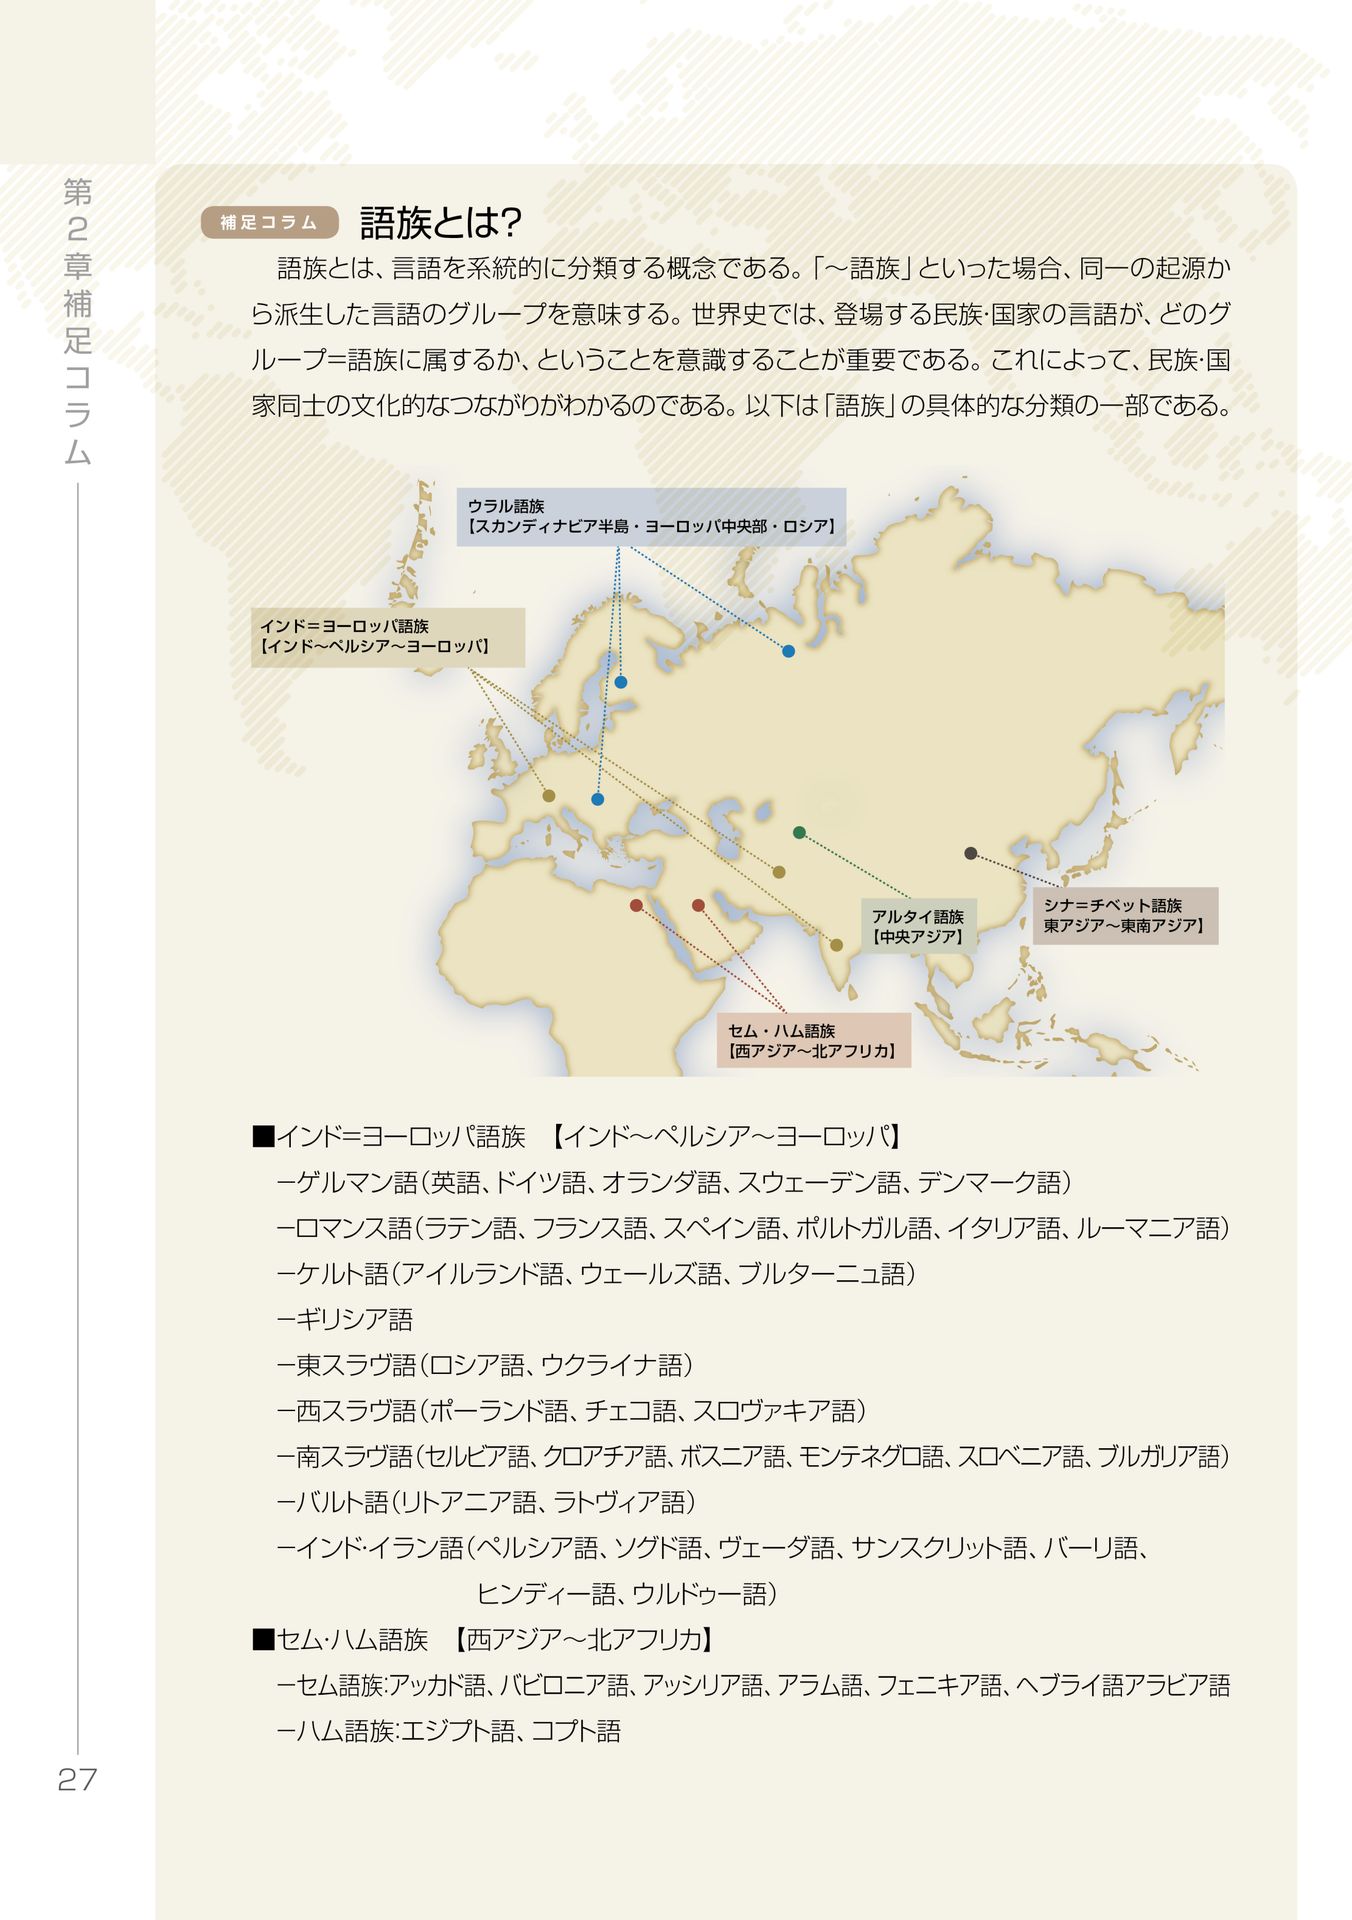 第2章補足コラム
補足コラム 語族とは?
語族とは、言語を系統的に分類する概念である。「〜語族」といった場合、同一の起源か
ら派生した言語のグループを意味する。世界史では、登場する民族・国家の言語が、どのグ
ループ=語族に属するか、ということを意識することが重要である。これによって、民族・国
家同士の文化的なつながりがわかるのである。以下は「語族」の具体的な分類の一部である。
ウラル語族
【スカンディナビア半島・ヨーロッパ中央部・ロシア】
インド=ヨーロッパ語族
【インド〜ペルシア〜ヨーロッパ】
アルタイ語族
【中央アジア】
シナ=チベット語族
東アジア〜東南アジア】
セム・ハム語族
【西アジア〜北アフリカ】
■インド=ヨーロッパ語族 【インド〜ペルシア〜ヨーロッパ】
−ゲルマン語(英語、ドイツ語、オランダ語、スウェーデン語、デンマーク語)
−ロマンス語(ラテン語、フランス語、スペイン語、ポルトガル語、イタリア語、ルーマニア語)
−ケルト語(アイルランド語、ウェールズ語、ブルターニュ語)
−ギリシア語
−東スラヴ語(ロシア語、ウクライナ語)
−西スラヴ語(ポーランド語、チェコ語、スロヴァキア語)
−南スラヴ語(セルビア語、クロアチア語、ボスニア語、モンテネグロ語、スロベニア語、ブルガリア語)
−バルト語(リトアニア語、ラトヴィア語)
−インド・イラン語(ペルシア語、ソグド語、ヴェーダ語、サンスクリット語、バーリ語、
ヒンディー語、ウルドゥー語)
■セム・ハム語族 【西アジア〜北アフリカ】
−セム語族:アッカド語、バビロニア語、アッシリア語、アラム語、フェニキア語、ヘブライ語アラビア語
−ハム語族:エジプト語、コプト語
27